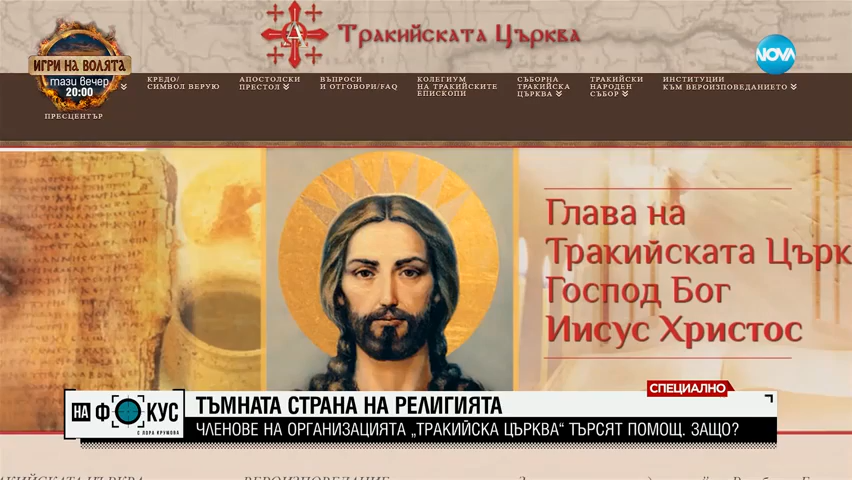 Тракийската Църква
NOVA
ИГРИ НА ВОЛЯТА
тази вечер
20:00
ПРЕСЦЕНТЪР
КРЕДО/
СИМВОЛ ВЕРУЮ
АПОСТОЛСКИ
ПРЕСТОЛ
ВЪПРОСИ
И ОТГОВОРИ/FAQ
КОЛЕГИУМ
НА ТРАКИЙСКИТЕ
ЕПИСКОПИ
СЪБОРНА
ТРАКИЙСКА
ЦЪРКВА
ТРАКИЙСКИ
НАРОДЕН
СЪБОР
ИНСТИТУЦИИ
КЪМ ВЕРОИЗПОВЕДАНИЕТО
Глава на
Тракийската Църк
Господ Бог
Иисус Христос
СПЕЦИАЛНО
НА ФОКУС
С ЛОРА КРУМОВА
ТЪМНАТА СТРАНА НА РЕЛИГИЯТА
ЧЛЕНОВЕ НА ОРГАНИЗАЦИЯТА „ТРАКИЙСКА ЦЪРКВА“ ТЪРСЯТ ПОМОЩ. ЗАЩО?